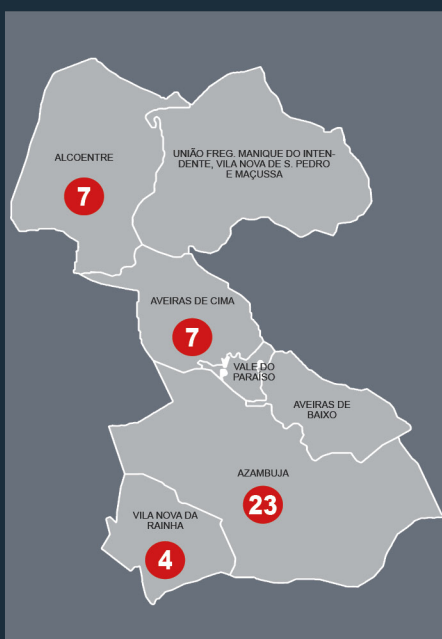 ALCOENTRE
7
UNIÃO FREG. MANIQUE DO INTEN-
DENTE, VILA NOVA DE S. PEDRO
E MAÇUSSA
AVEIRAS DE CIMA
7
VALE DO
PARAÍSO
AVEIRAS DE
BAIXO
AZAMBUJA
23
VILA NOVA DA
RAINHA
4